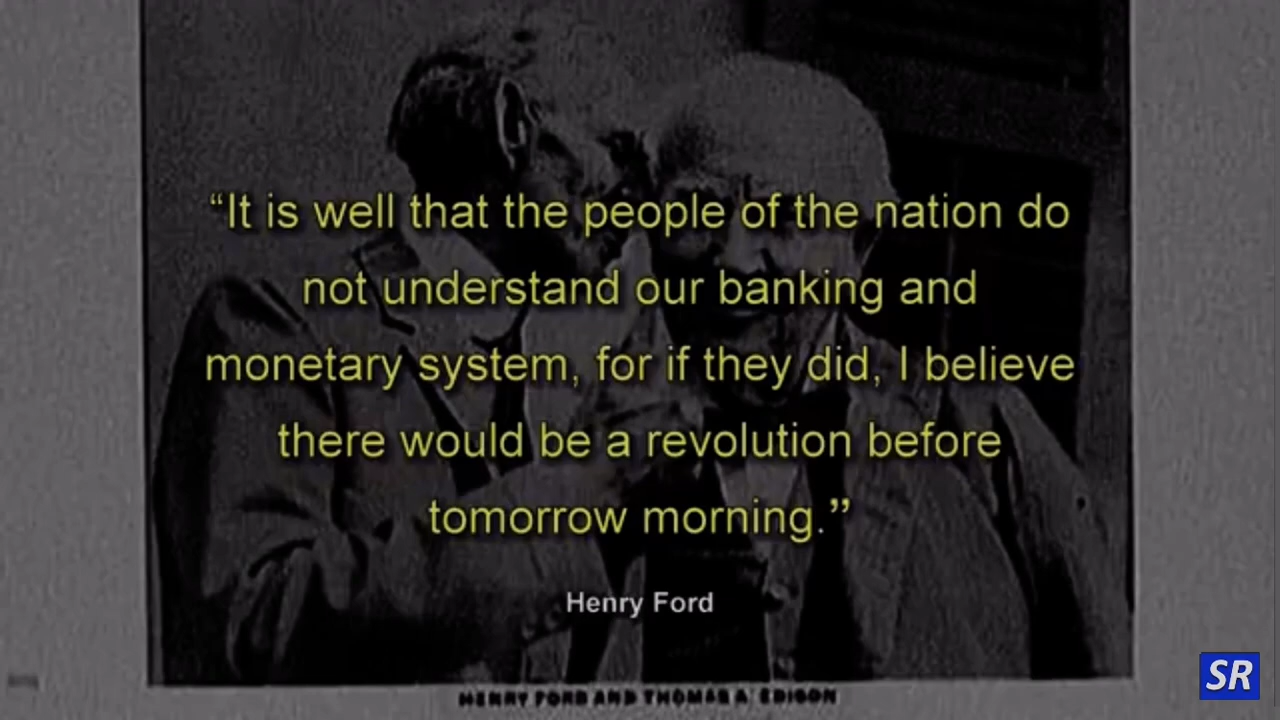 “It is well that the people of the nation do
not understand our banking and
monetary system, for if they did, I believe
there would be a revolution before
tomorrow morning.”
Henry Ford
SR
HENRY FORD AND THOMAS A. EDISON